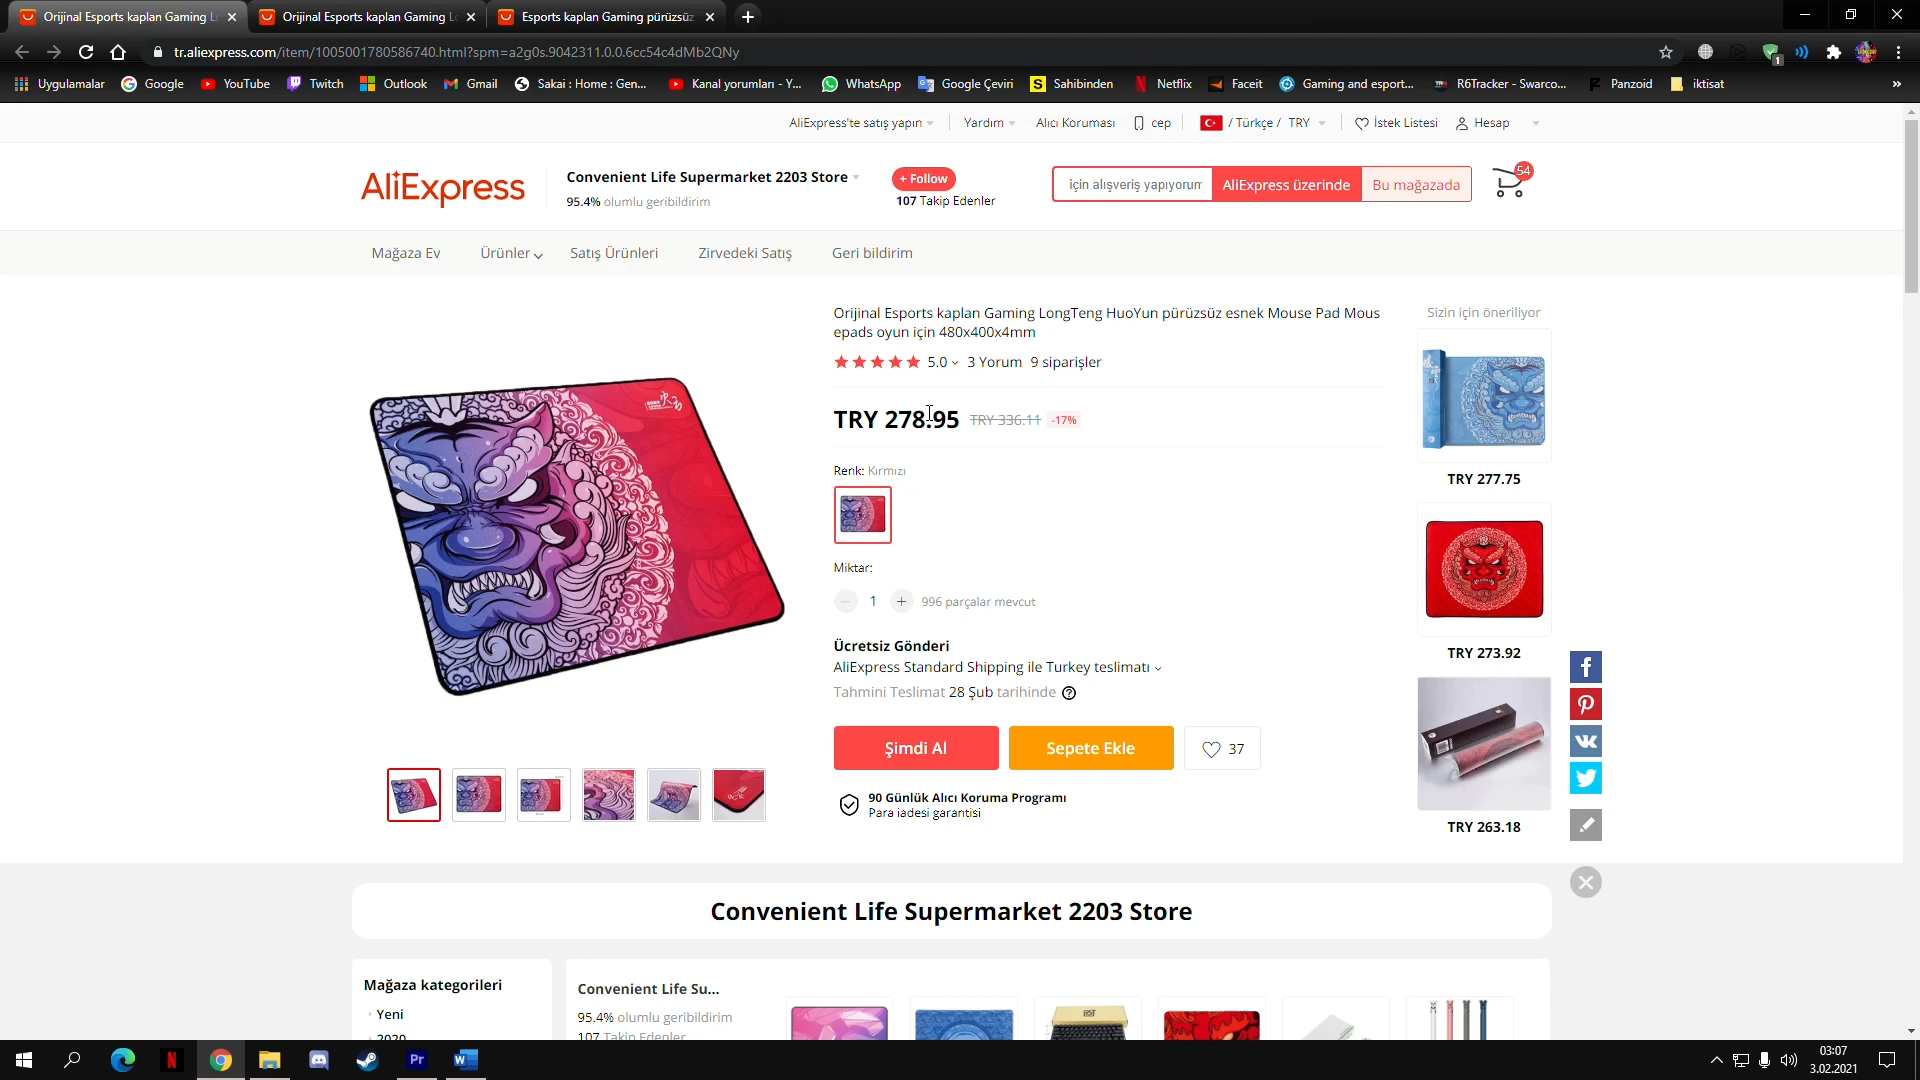 Orijinal Esports kaplan Gaming L
Orijinal Esports kaplan Gaming L
Esports kaplan Gaming pürüzsüz
tr.aliexpress.com/item/1005001780586740.html?spm=a2g0s.9042311.0.0.6cc54c4dMb2QNy
1
Uygulamalar
Google
YouTube
Twitch
Outlook
Gmail
Sakai : Home : Gen...
Kanal yorumları - Y...
WhatsApp
Google Çeviri
Sahibinden
Netflix
Faceit
Gaming and esport...
R6Tracker - Swarco...
Panzoid
iktisat
»
AliExpress'te satış yapın
Yardım
Alıcı Koruması
cep
/ Türkçe / TRY
İstek Listesi
Hesap
AliExpress
Convenient Life Supermarket 2203 Store
95.4% olumlu geribildirim
+ Follow
107 Takip Edenler
için alışveriş yapıyorum
AliExpress üzerinde
Bu mağazada
54
Mağaza Ev
Ürünler
Satış Ürünleri
Zirvedeki Satış
Geri bildirim
Orijinal Esports kaplan Gaming LongTeng HuoYun pürüzsüz esnek Mouse Pad Mous
epads oyun için 480x400x4mm
5.0
3 Yorum
9 siparişler
TRY 278.95
TRY 336.11
-17%
Renk: Kırmızı
Miktar:
1
996 parçalar mevcut
Ücretsiz Gönderi
AliExpress Standard Shipping ile Turkey teslimatı
Tahmini Teslimat 28 Şub tarihinde
Şimdi Al
Sepete Ekle
37
90 Günlük Alıcı Koruma Programı
Para iadesi garantisi
Sizin için öneriliyor
TRY 277.75
TRY 273.92
TRY 263.18
Convenient Life Supermarket 2203 Store
Mağaza kategorileri
Yeni
2020
Convenient Life Su...
95.4% olumlu geribildirim
107 Takip Edenler
03:07
3.02.2021